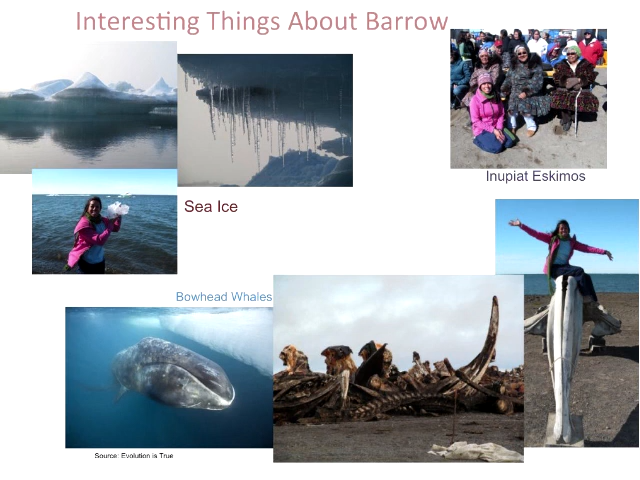 Interesting Things About Barrow
Inupiat Eskimos
Sea Ice
Bowhead Whales
Source: Evolution is True